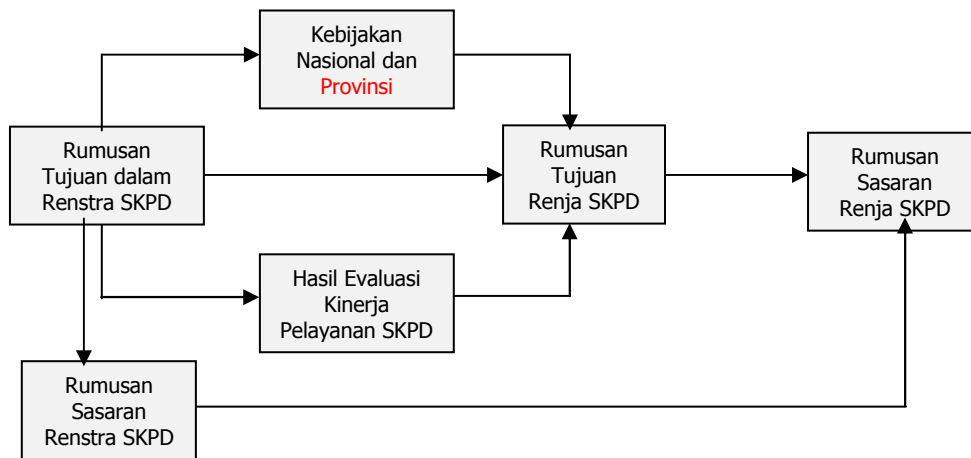 Kebijakan
Nasional dan
Provinsi
Rumusan
Tujuan dalam
Renstra SKPD
Rumusan
Tujuan
Renja SKPD
Rumusan
Sasaran
Renja SKPD
Hasil Evaluasi
Kinerja
Pelayanan SKPD
Rumusan
Sasaran
Renstra SKPD